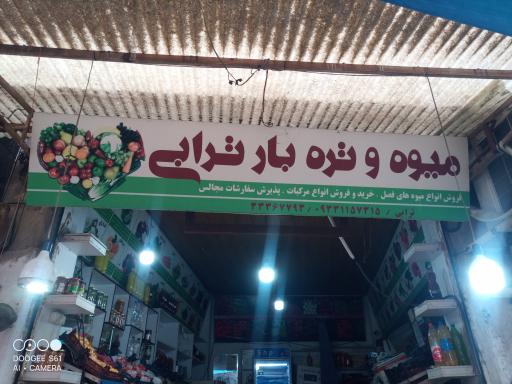 میوه و تره بار ترابی
فروش انواع میوه های فصل . خرید و فروش انواع مرکبات . پذیرش سفارشات مجالس
ترابی / ۰۹۳۳۱۱۵۷۳۱۵ / ۳۳۳۶۷۷۹۳
DOOGEE S61
AI • CAMERA